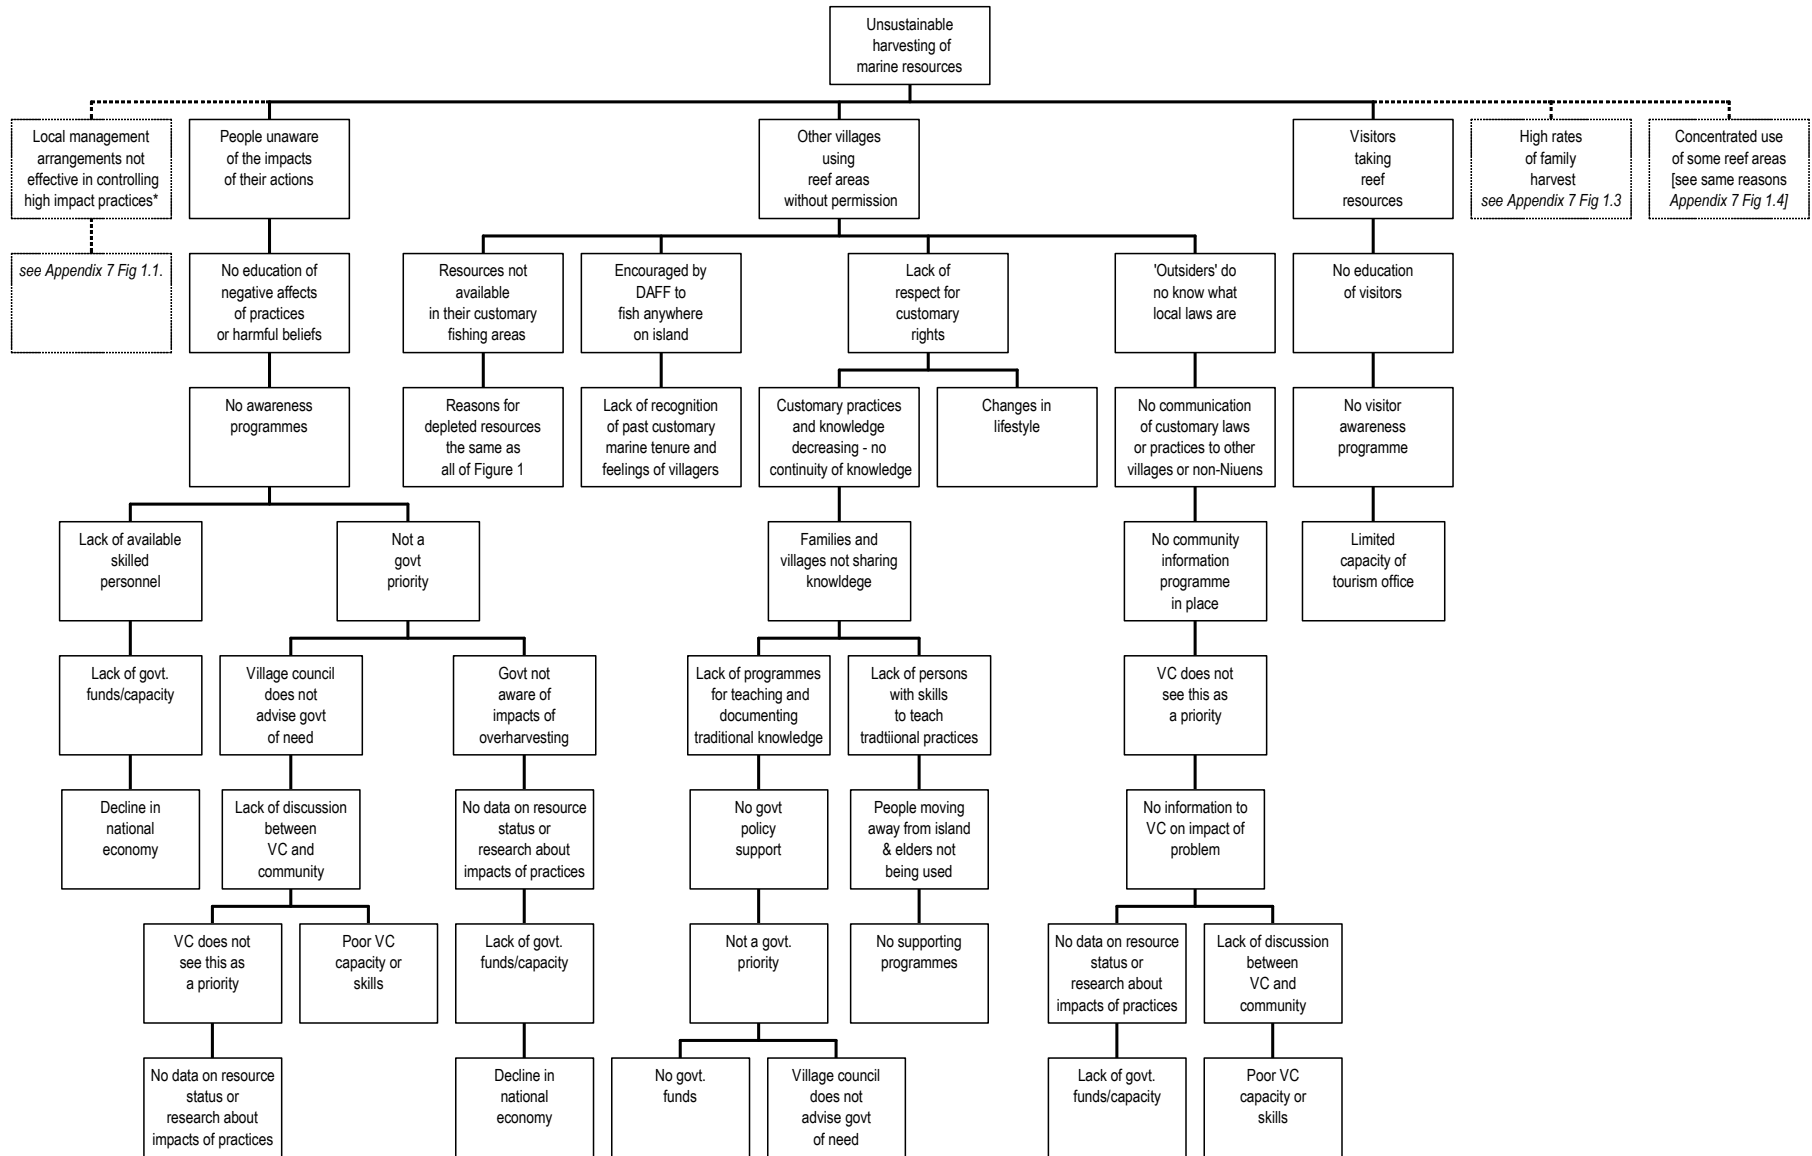 Unsustainable
harvesting of
marine resources
Local management
arrangements not
effective in controlling
high impact practices*
People unaware
of the impacts
of their actions
Other villages
using
reef areas
without permission
Visitors
taking
reef
resources
High rates
of family
harvest
see Appendix 7 Fig 1.3
Concentrated use
of some reef areas
[see same reasons
Appendix 7 Fig 1.4]
see Appendix 7 Fig 1.1.
No education of
negative affects
of practices
or harmful beliefs
Resources not
available
in their customary
fishing areas
Encouraged by
DAFF to
fish anywhere
on island
Lack of
respect for
customary
rights
'Outsiders' do
no know what
local laws are
No education
of visitors
No awareness
programmes
Reasons for
depleted resources
the same as
all of Figure 1
Lack of recognition
of past customary
marine tenure and
feelings of villagers
Customary practices
and knowledge
decreasing - no
continuity of knowledge
Changes in
lifestyle
No communication
of customary laws
or practices to other
villages or non-Niuens
No visitor
awareness
programme
Lack of available
skilled
personnel
Not a
govt
priority
Families and
villages not sharing
knowldege
No community
information
programme
in place
Limited
capacity of
tourism office
Lack of govt.
funds/capacity
Village council
does not
advise govt
of need
Govt not
aware of
impacts of
overharvesting
Lack of programmes
for teaching and
documenting
traditional knowledge
Lack of persons
with skills
to teach
tradtiional practices
VC does not
see this as
a priority
Decline in
national
economy
Lack of discussion
between
VC and
community
No data on resource
status or
research about
impacts of practices
No govt
policy
support
People moving
away from island
& elders not
being used
No information to
VC on impact of
problem
VC does not
see this as
a priority
Poor VC
capacity or
skills
Lack of govt.
funds/capacity
Not a govt.
priority
No supporting
programmes
No data on resource
status or
research about
impacts of practices
Lack of discussion
between
VC and
community
No data on resource
status or
research about
impacts of practices
Decline in
national
economy
No govt.
funds
Village council
does not
advise govt
of need
Lack of govt.
funds/capacity
Poor VC
capacity or
skills